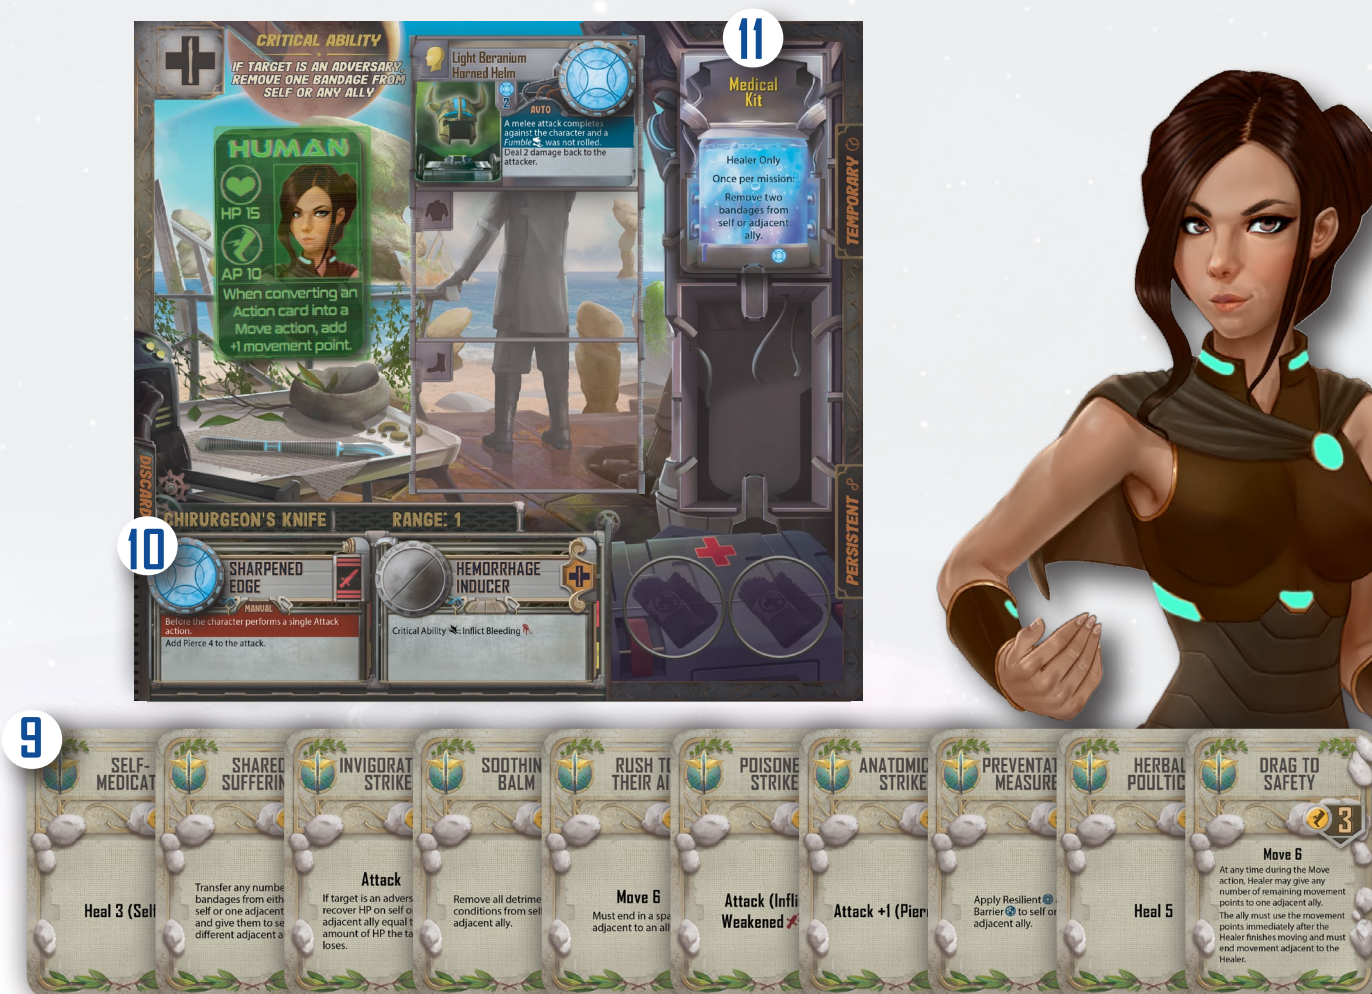 CRITICAL ABILITY
IF TARGET IS AN ADVERSARY,
REMOVE ONE BANDAGE FROM
SELF OR ANY ALLY
HUMAN
HP 15
AP 10
When converting an
Action card into a
Move action, add
+1 movement point.
Light Beranium
Horned Helm
2
AUTO
A melee attack completes
against the character and a
Fumble, was not rolled.
Deal 2 damage back to the
attacker.
11
Medical
Kit
Healer Only
Once per mission:
Remove two
bandages from
self or adjacent
ally.
TEMPORARY
PERSISTENT
DISCARD
CHIRURGEON'S KNIFE
RANGE: 1
10
SHARPENED
EDGE
MANUAL
Before the character performs a single Attack
action.
Add Pierce 4 to the attack.
HEMORRHAGE
INDUCER
Critical Ability : Inflict Bleeding .
9
SELF-
MEDICAT
Heal 3 (Self
SHARED
SUFFERIN
Transfer any numbe
bandages from eith
self or one adjacent
and give them to se
different adjacent a
INVIGORAT
STRIKE
Attack
If target is an advers
recover HP on self o
adjacent ally equal t
amount of HP the ta
loses.
SOOTHIN
BALM
Remove all detrime
conditions from self
adjacent ally.
RUSH TO
THEIR AI
Move 6
Must end in a spa
adjacent to an all
POISONE
STRIKE
Attack (Infli
Weakened
ANATOMIC
STRIKE
Attack +1 (Pier
PREVENTAT
MEASURE
Apply Resilient
Barrier to self or
adjacent ally.
HERBAL
POULTIC
Heal 5
DRAG TO
SAFETY
3
Move 6
At any time during the Move
action, Healer may give any
number of remaining movement
points to one adjacent ally.
The ally must use the movement
points immediately after the
Healer finishes moving and must
end movement adjacent to the
Healer.